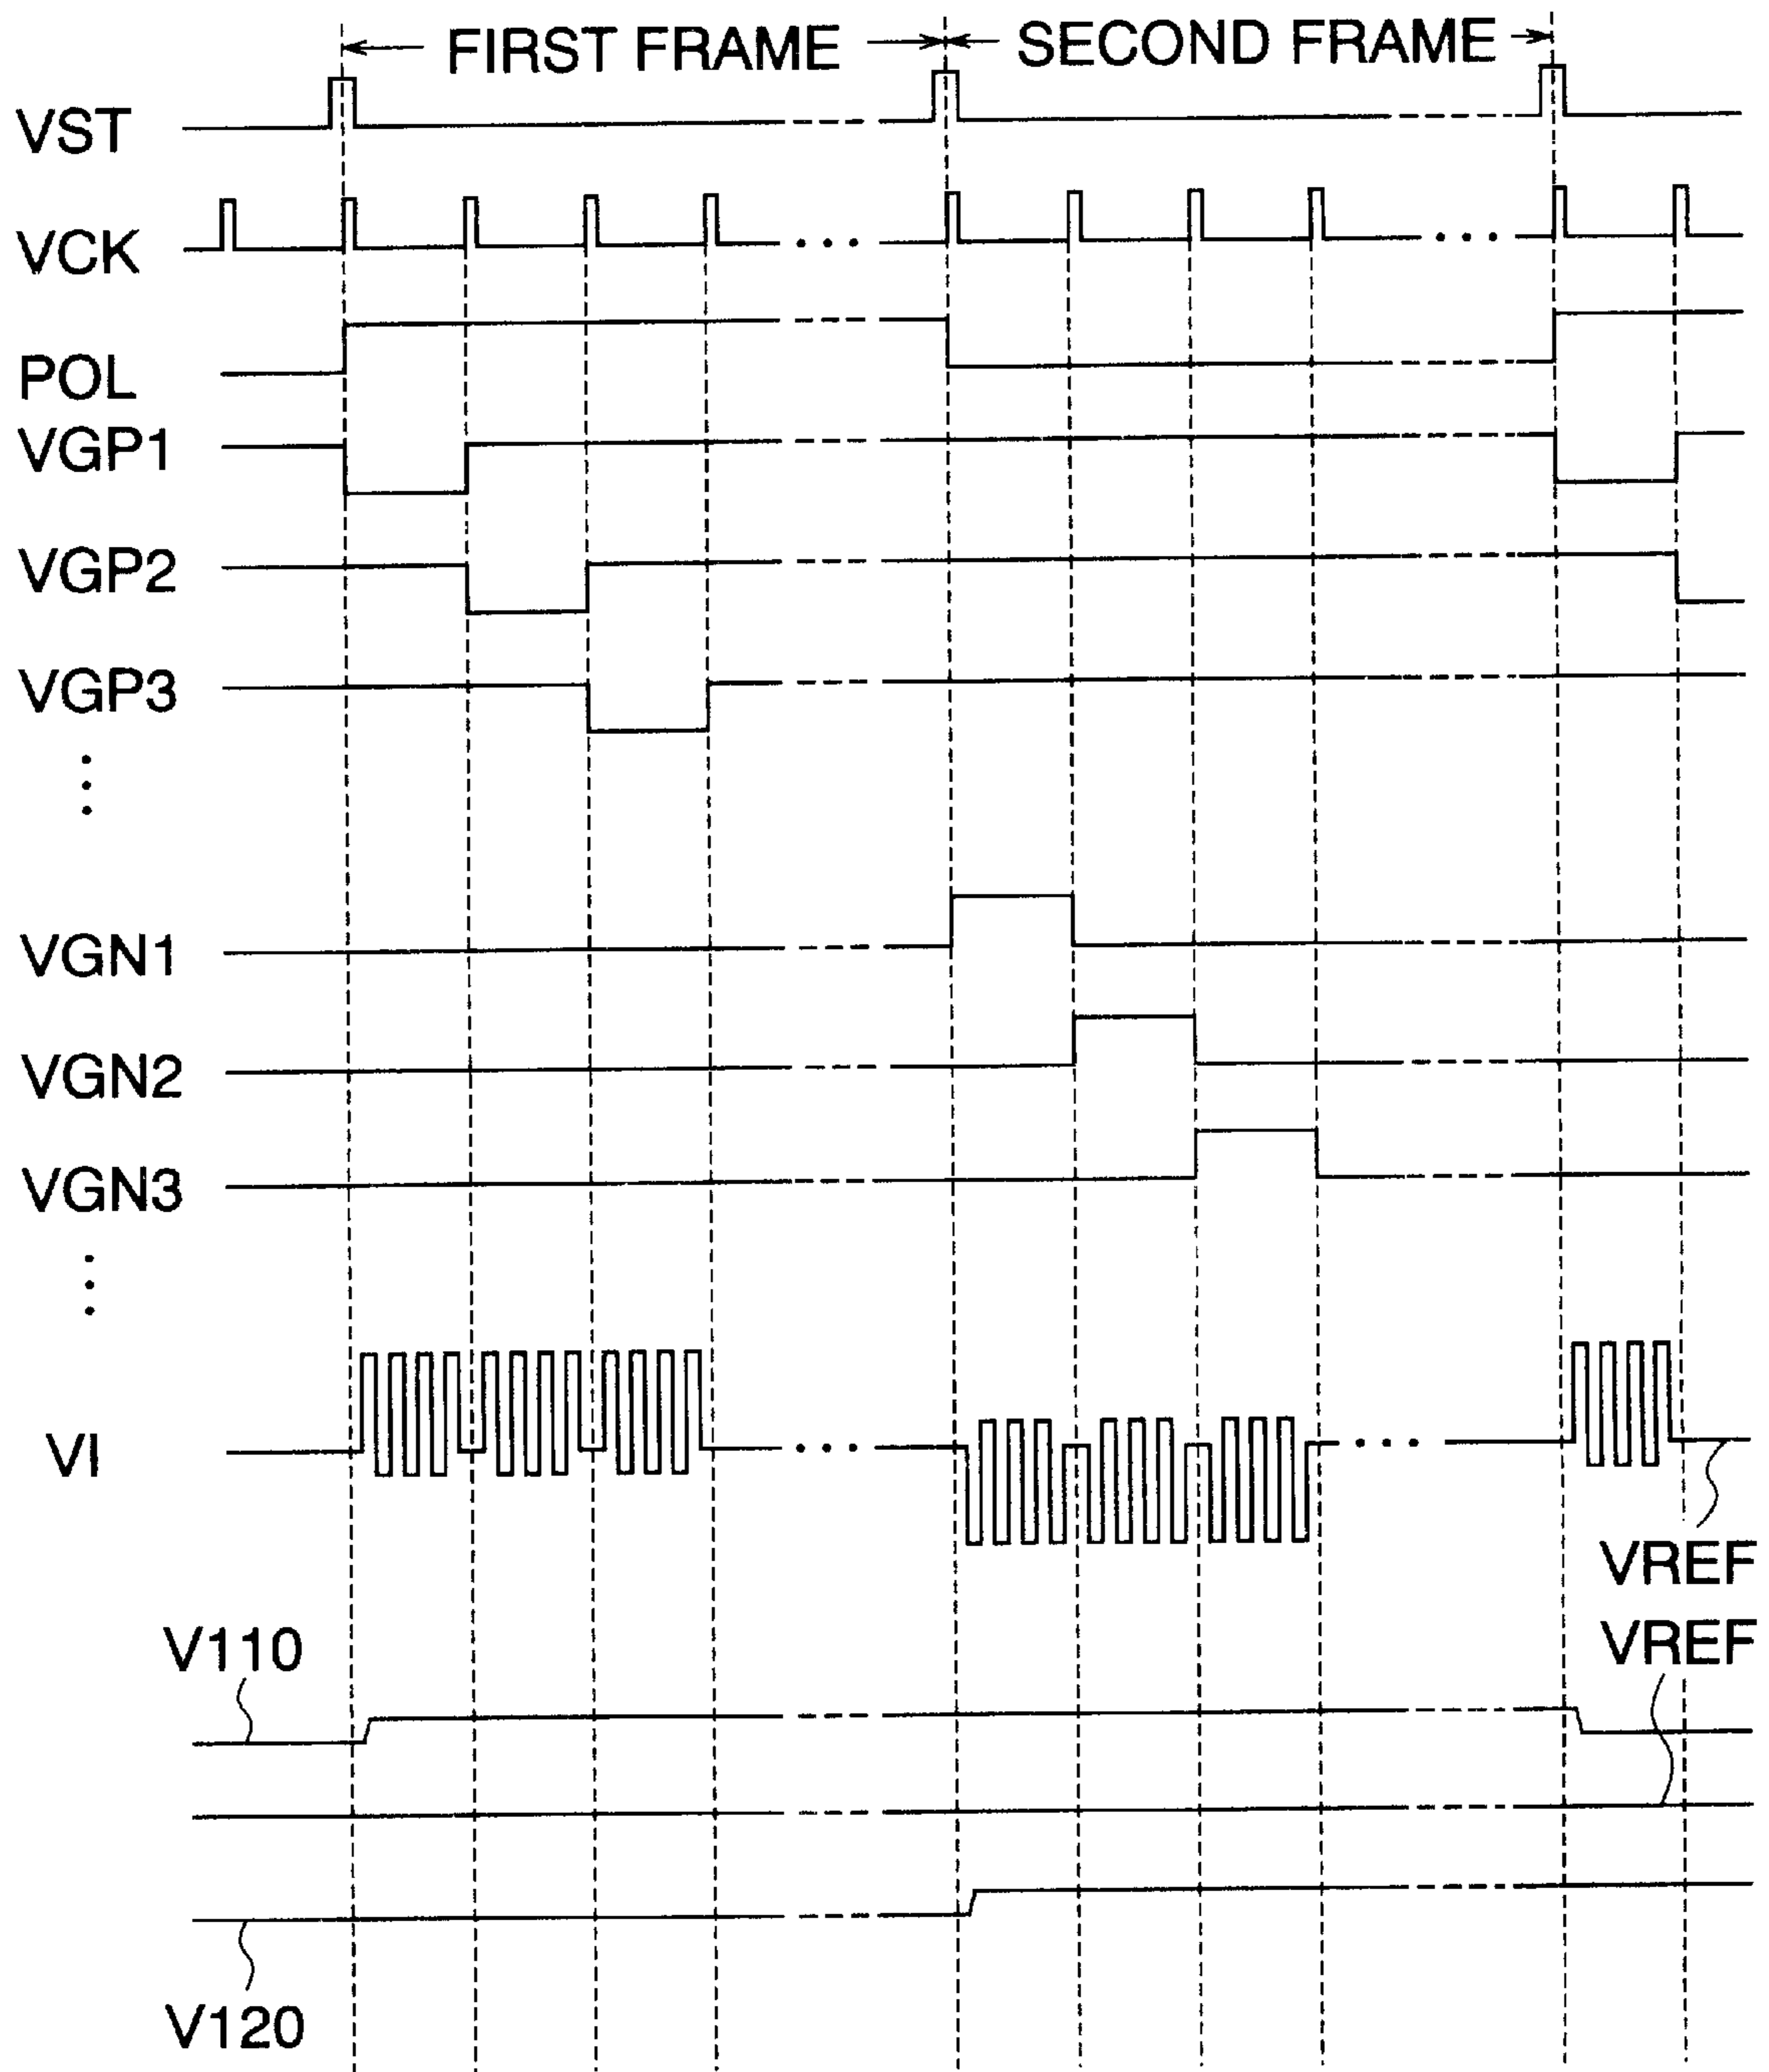 FIRST FRAME
SECOND FRAME
VST
VCK
POL
VGP1
VGP2
VGP3
VGN1
VGN2
VGN3
VI
VREF
V110
VREF
V120